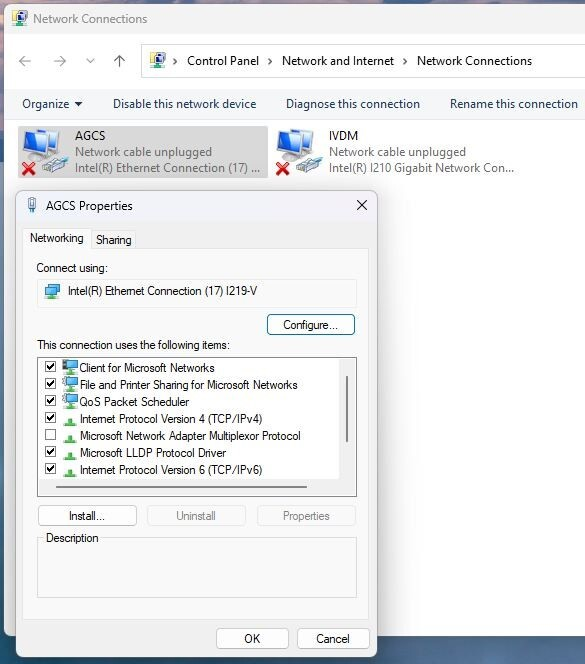 Network Connections
Control Panel > Network and Internet > Network Connections
Organize Disable this network device Diagnose this connection Rename this connection
AGCS
Network cable unplugged
Intel(R) Ethernet Connection (17) ...
IVDM
Network cable unplugged
Intel(R) I210 Gigabit Network Con...
AGCS Properties
Networking Sharing
Connect using:
Intel(R) Ethernet Connection (17) I219-V
Configure...
This connection uses the following items:
Client for Microsoft Networks
File and Printer Sharing for Microsoft Networks
QoS Packet Scheduler
Internet Protocol Version 4 (TCP/IPv4)
Microsoft Network Adapter Multiplexor Protocol
Microsoft LLDP Protocol Driver
Internet Protocol Version 6 (TCP/IPv6)
Install... Uninstall Properties
Description
OK Cancel